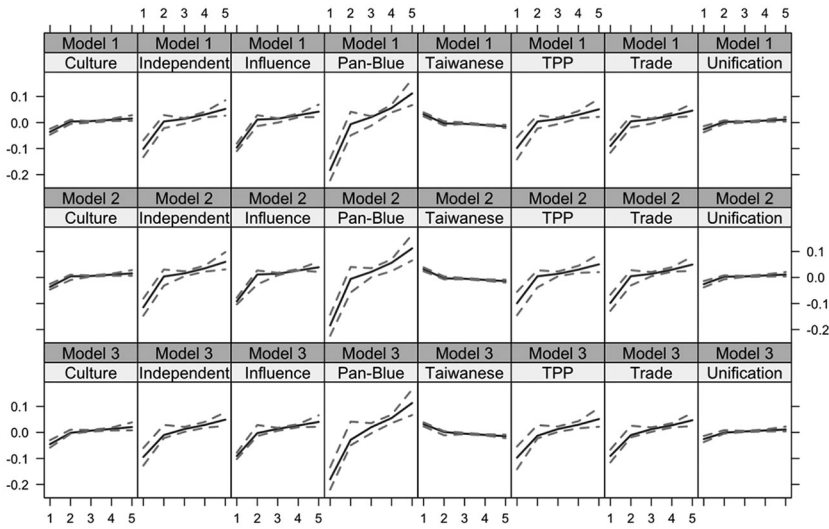 1 2 3 4 5 1 2 3 4 5 1 2 3 4 5 1 2 3 4 5
Model 1 Model 1 Model 1 Model 1 Model 1 Model 1 Model 1 Model 1
Culture Independent Influence Pan-Blue Taiwanese TPP Trade Unification
0.1
0.0
-0.1
-0.2
Model 2 Model 2 Model 2 Model 2 Model 2 Model 2 Model 2 Model 2
Culture Independent Influence Pan-Blue Taiwanese TPP Trade Unification
0.1
0.0
-0.1
-0.2
Model 3 Model 3 Model 3 Model 3 Model 3 Model 3 Model 3 Model 3
Culture Independent Influence Pan-Blue Taiwanese TPP Trade Unification
0.1
0.0
-0.1
-0.2
1 2 3 4 5 1 2 3 4 5 1 2 3 4 5 1 2 3 4 5